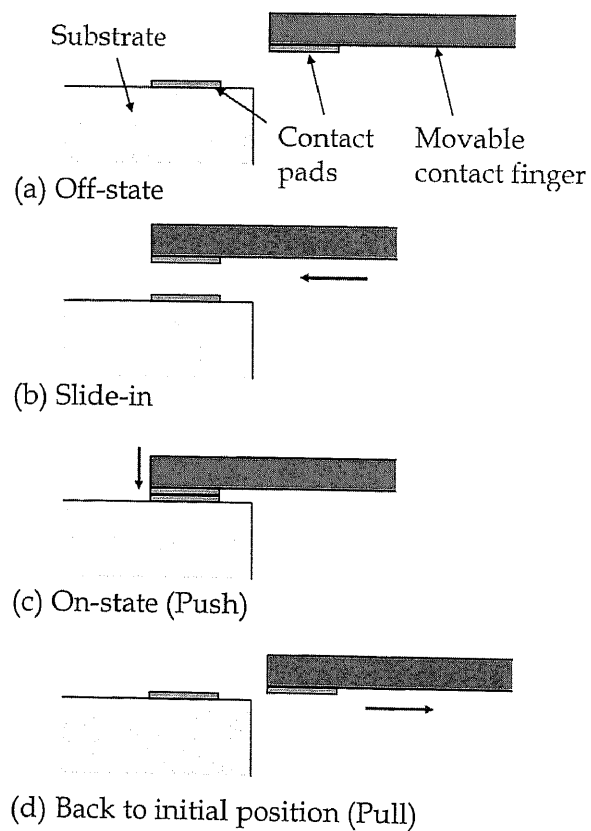 Substrate
Contact
pads
Movable
contact finger
(a) Off-state
(b) Slide-in
(c) On-state (Push)
(d) Back to initial position (Pull)